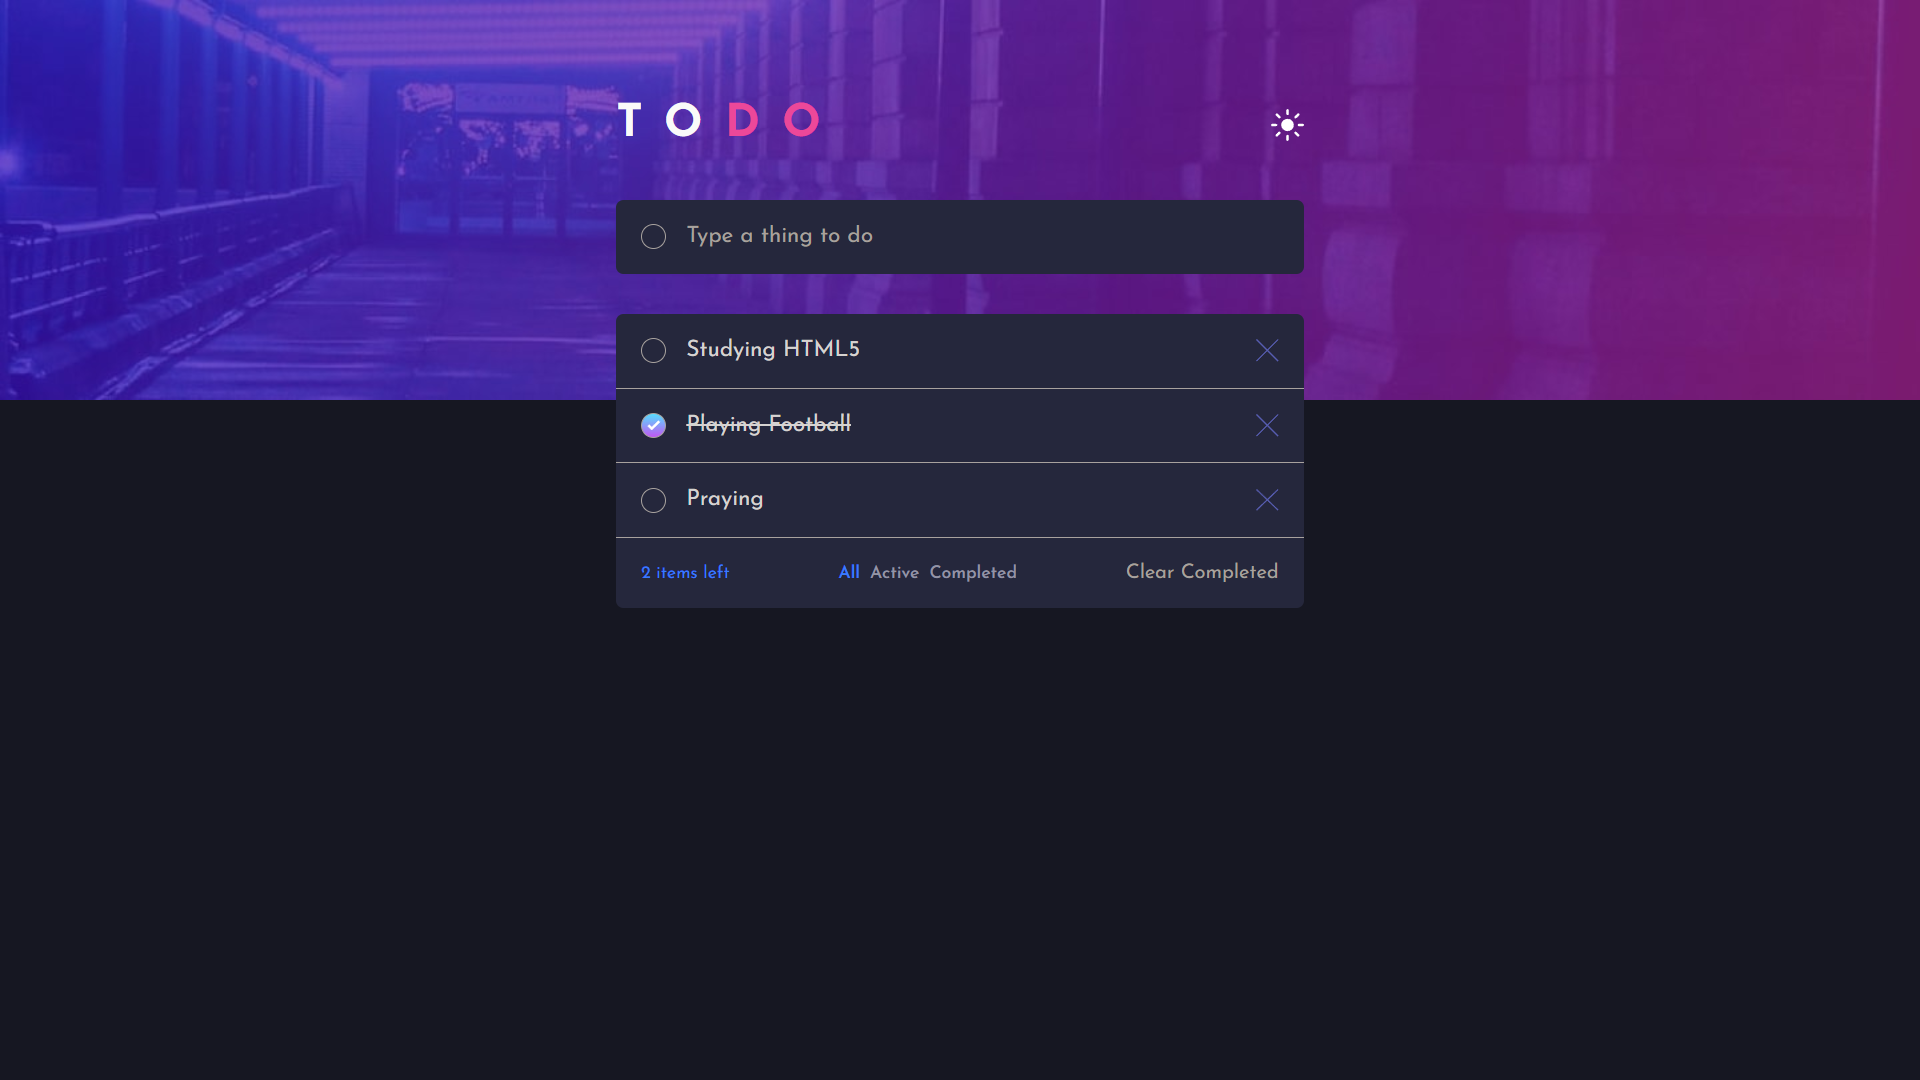 TODO
Type a thing to do
Studying HTML5
Playing Football
Praying
2 items left All Active Completed Clear Completed